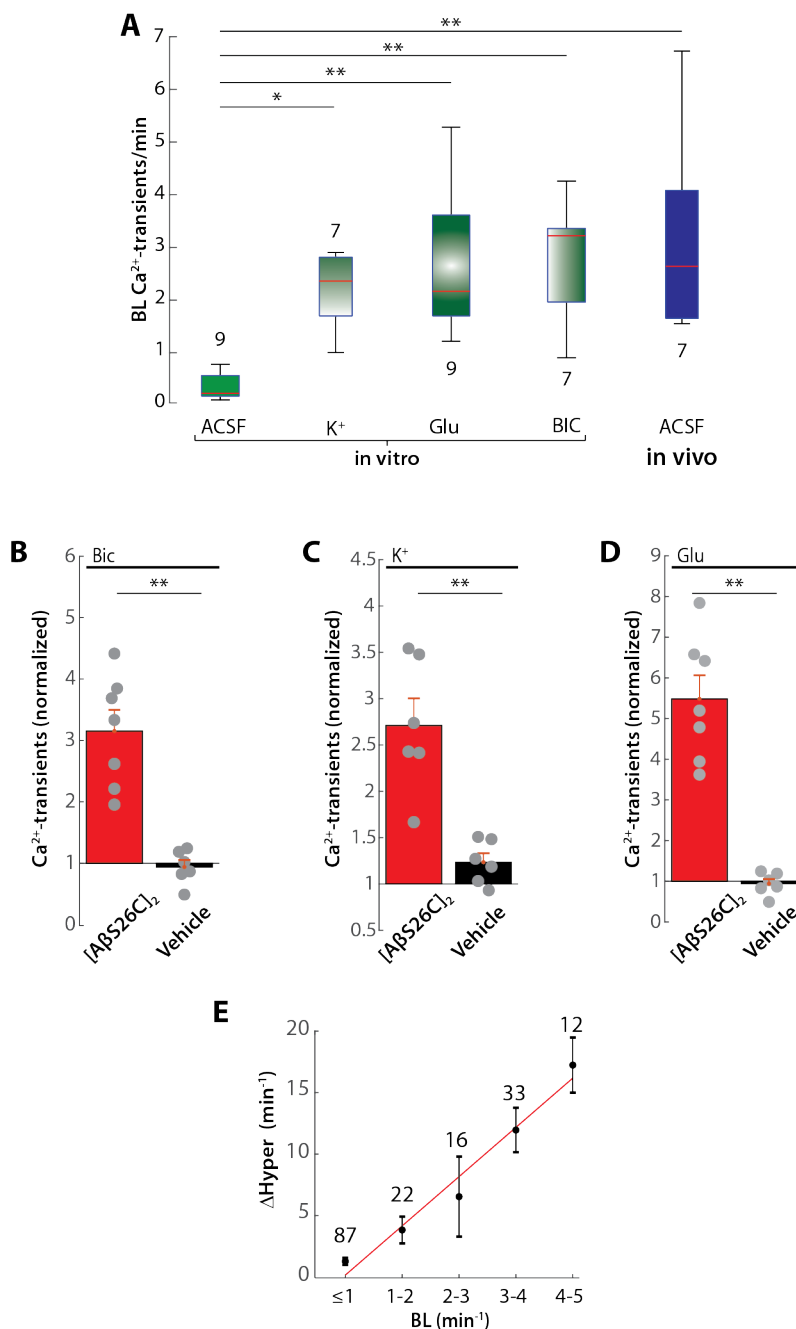 A
BL Ca²⁺-transients/min
7
6
5
4
3
2
1
0
**
**
**
*
9
7
9
7
7
ACSF
K⁺
Glu
BIC
ACSF
in vitro
in vivo
B
Ca²⁺-transients (normalized)
6
5
4
3
2
1
0
Bic
**
[AβS26C]₂
Vehicle
C
Ca²⁺-transients (normalized)
4.5
4
3.5
3
2.5
2
1.5
1
0.5
K⁺
**
[AβS26C]₂
Vehicle
D
Ca²⁺-transients (normalized)
9
8
7
6
5
4
3
2
1
0
Glu
**
[AβS26C]₂
Vehicle
E
ΔHyper (min⁻¹)
20
15
10
5
0
87
22
16
33
12
≤1
1-2
2-3
3-4
4-5
BL (min⁻¹)